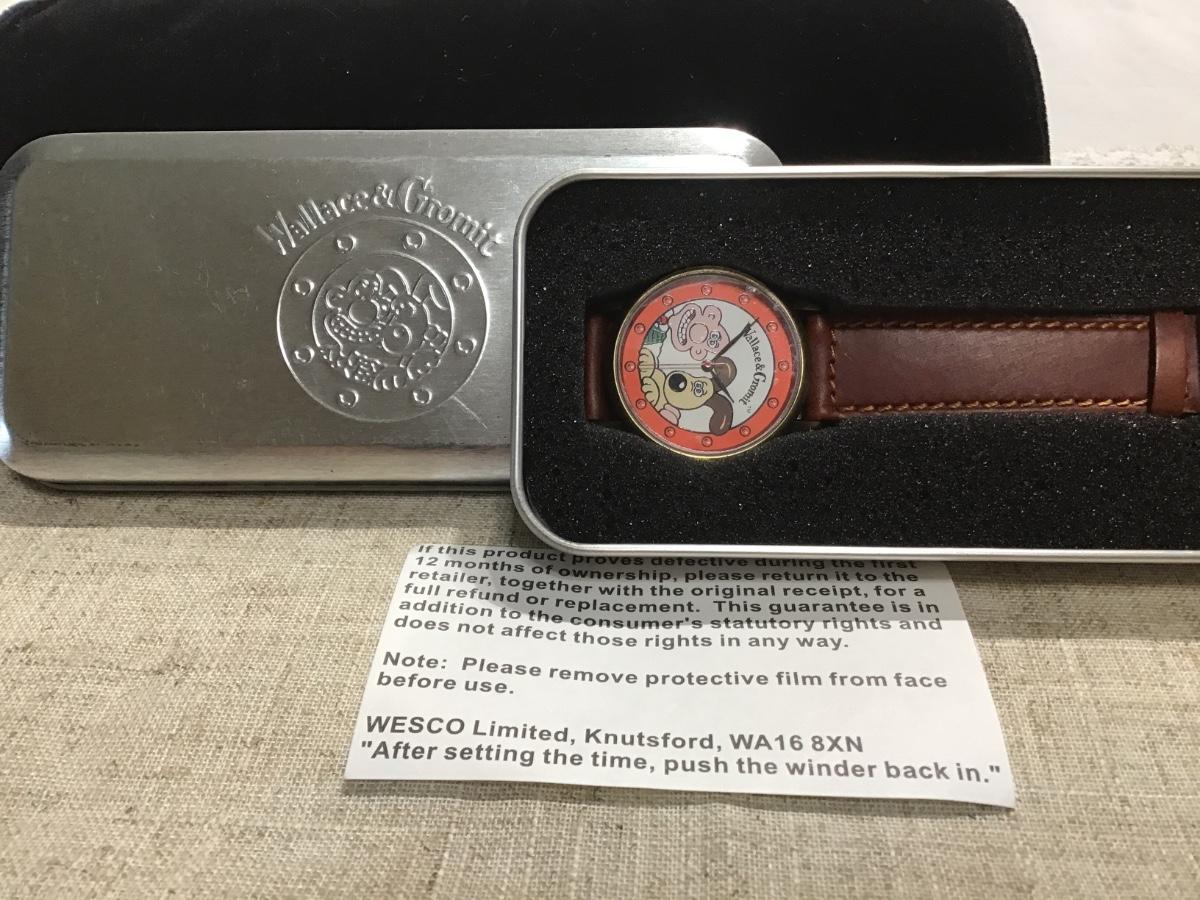 Wallace & Gromit
Wallace & Gromit™
If this product proves defective during the first
12 months of ownership, please return it to the
retailer, together with the original receipt, for a
full refund or replacement.  This guarantee is in
addition to the consumer's statutory rights and
does not affect those rights in any way.
Note:  Please remove protective film from face
before use.
WESCO Limited, Knutsford, WA16 8XN
"After setting the time, push the winder back in."